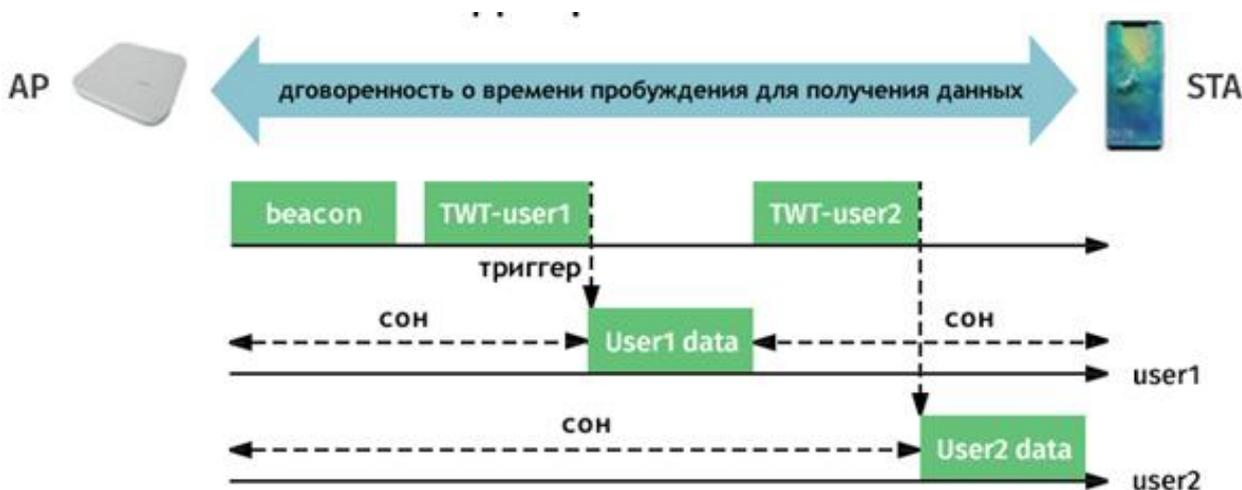 AP
дговоренность о времени пробуждения для получения данных
STA
beacon
TWT-user1
TWT-user2
триггер
сон
User1 data
сон
user1
сон
User2 data
user2